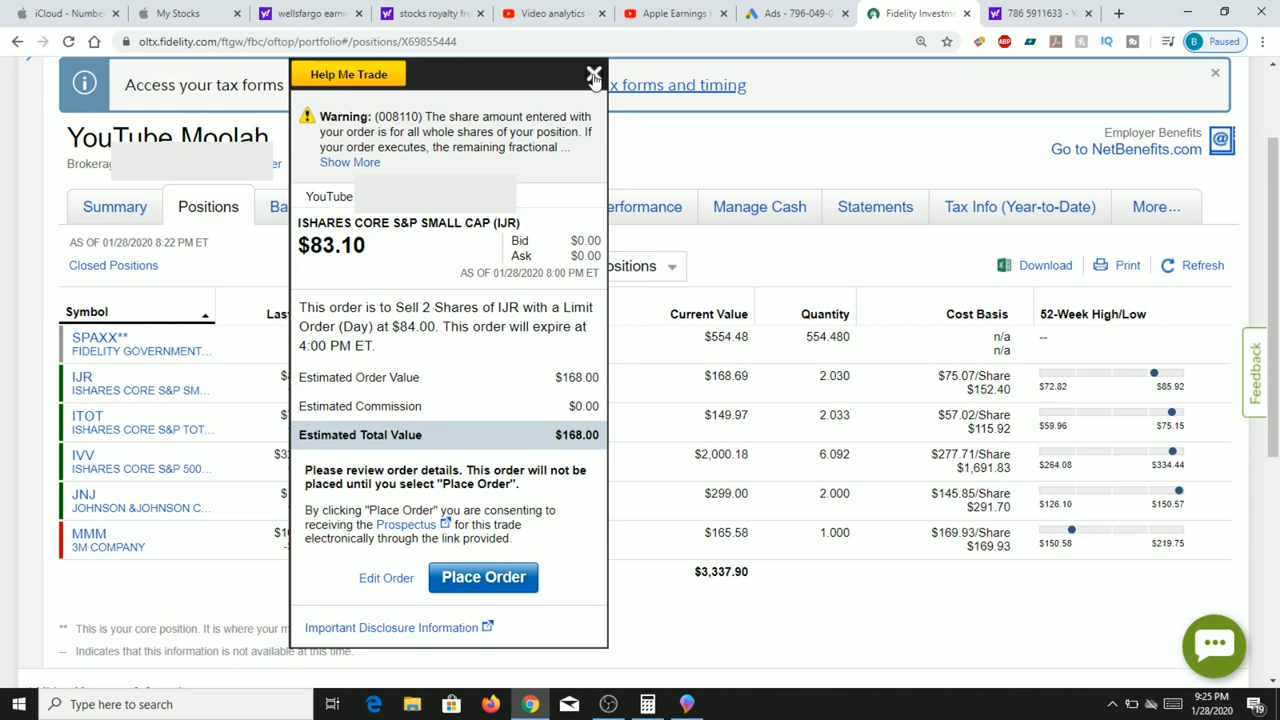 iCloud - Number
My Stocks
wellsfargo earni
stocks royalty fr
Video analytics -
Apple Earnings
Ads - 796-049-0
Fidelity Investme
786 5911633 - Y
oltx.fidelity.com/ftgw/fbc/oftop/portfolio#/positions/X69855444
B Paused
Access your tax forms
x forms and timing
Help Me Trade
Warning: (008110) The share amount entered with
your order is for all whole shares of your position. If
your order executes, the remaining fractional ...
Show More
YouTube Moolah
Brokerag
er
Employer Benefits
Go to NetBenefits.com
Summary
Positions
Ba
erformance
Manage Cash
Statements
Tax Info (Year-to-Date)
More...
AS OF 01/28/2020 8:22 PM ET
Closed Positions
ositions
Download
Print
Refresh
YouTube
ISHARES CORE S&P SMALL CAP (IJR)
$83.10
Bid $0.00
Ask $0.00
AS OF 01/28/2020 8:00 PM ET
This order is to Sell 2 Shares of IJR with a Limit
Order (Day) at $84.00. This order will expire at
4:00 PM ET.
Estimated Order Value $168.00
Estimated Commission $0.00
Estimated Total Value $168.00
Please review order details. This order will not be
placed until you select "Place Order".
By clicking "Place Order" you are consenting to
receiving the Prospectus for this trade
electronically through the link provided.
Edit Order
Place Order
Important Disclosure Information
Symbol Las Current Value Quantity Cost Basis 52-Week High/Low
SPAXX** $554.48 554.480 n/a --
FIDELITY GOVERNMENT... n/a
IJR $ $168.69 2.030 $75.07/Share
ISHARES CORE S&P SM... $152.40 $72.82 $85.92
ITOT $ $149.97 2.033 $57.02/Share
ISHARES CORE S&P TOT... $115.92 $59.96 $75.15
IVV $3 $2,000.18 6.092 $277.71/Share
ISHARES CORE S&P 500... $1,691.83 $264.08 $334.44
JNJ $ $299.00 2.000 $145.85/Share
JOHNSON &JOHNSON C... $291.70 $126.10 $150.57
MMM $1 $165.58 1.000 $169.93/Share
3M COMPANY $169.93 $150.58 $219.75
$3,337.90
** This is your core position. It is where your m
-- Indicates that this information is not available at this time.
Feedback
Type here to search
9:25 PM
1/28/2020
19